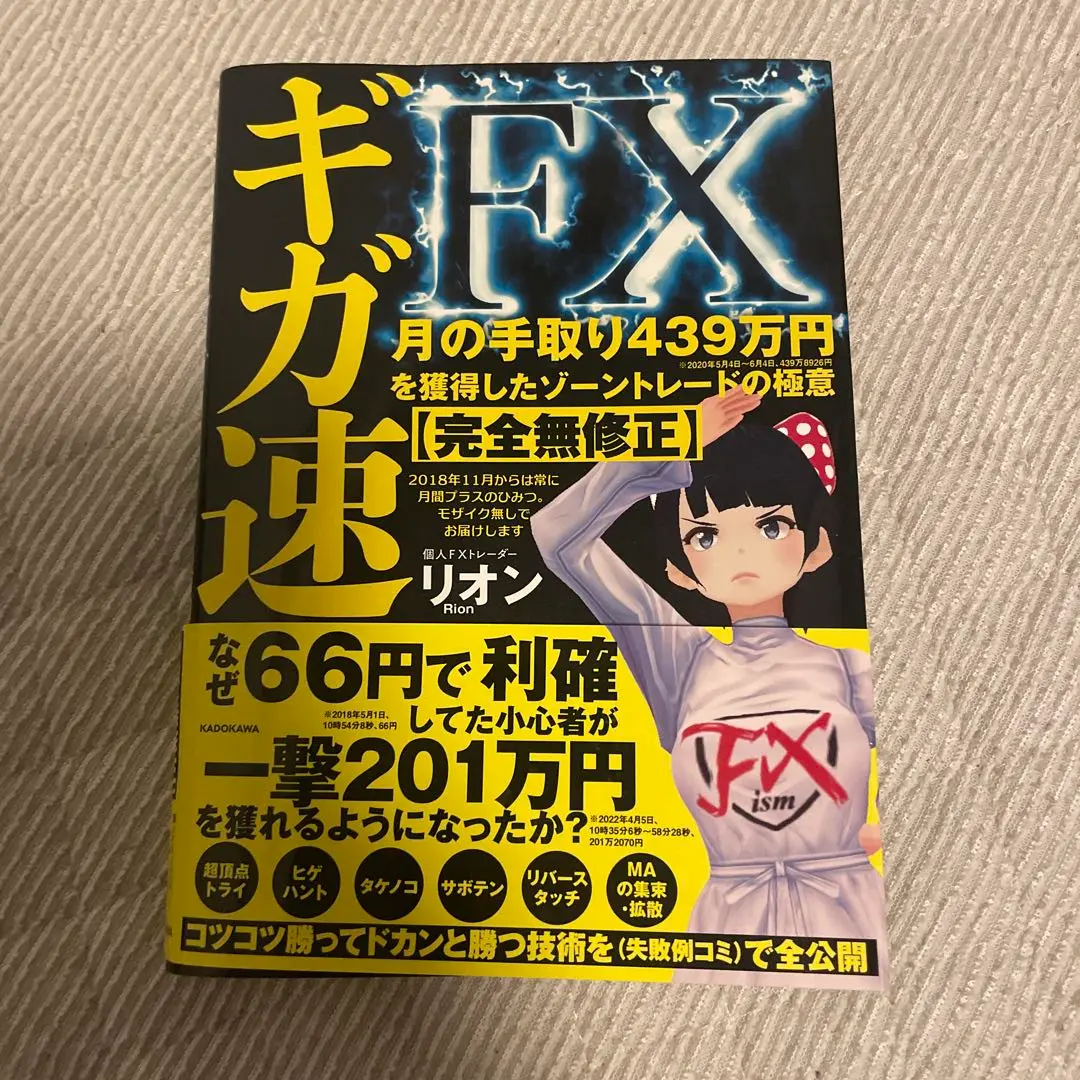 ギガ速
FX
月の手取り439万円
※2020年5月4日〜6月4日、439万8926円
を獲得したゾーントレードの極意
【完全無修正】
2018年11月からは常に
月間プラスのひみつ。
モザイク無しで
お届けします
個人FXトレーダー
リオン
Rion
なぜ66円で利確
※2018年5月1日、
10時54分8秒、66円
してた小心者が
KADOKAWA
一撃201万円
を獲れるようになったか?
※2022年4月5日、
10時35分6秒〜58分28秒、
201万2070円
FX
ism
超頂点
トライ
ヒゲ
ハント
タケノコ
サボテン
リバース
タッチ
MA
の集束
・拡散
コツコツ勝ってドカンと勝つ技術を(失敗例コミ)で全公開